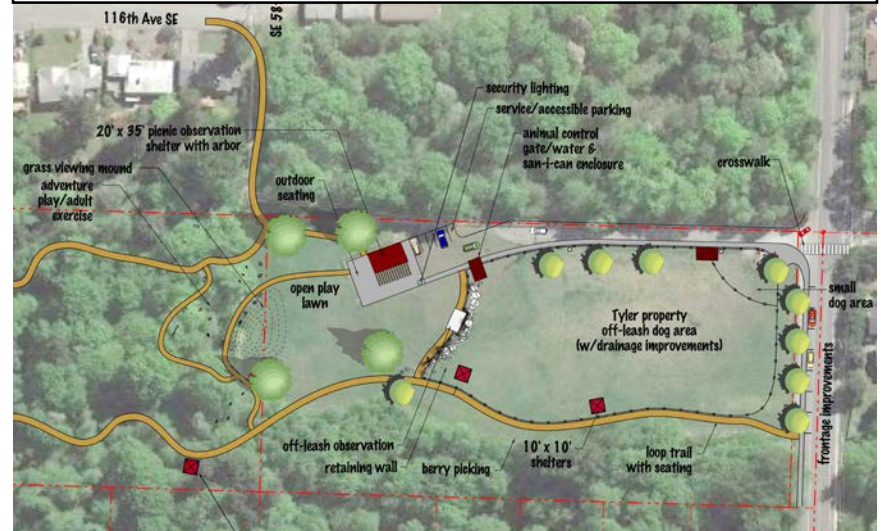 116th Ave SE
SE 58
security lighting
service/accessible parking
20' x 35' picnic observation
shelter with arbor
animal control
gate/water &
san-i-can enclosure
crosswalk
grass viewing mound
adventure
play/adult
exercise
outdoor
seating
open play
lawn
small
dog area
Tyler property
off-leash dog area
(w/drainage improvements)
frontage improvements
off-leash observation
retaining wall
berry picking
10' x 10'
shelters
loop trail
with seating